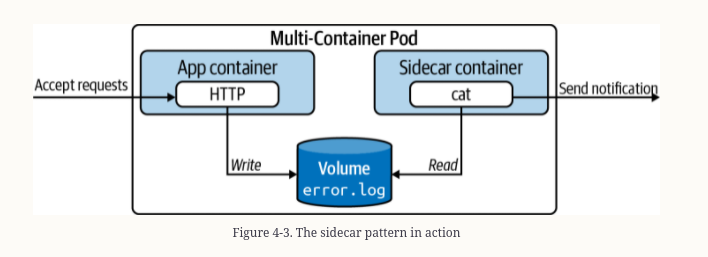 Multi-Container Pod
App container
Sidecar container
Accept requests
HTTP
cat
Send notification
Write
Volume
Read
error.log
Figure 4-3. The sidecar pattern in action